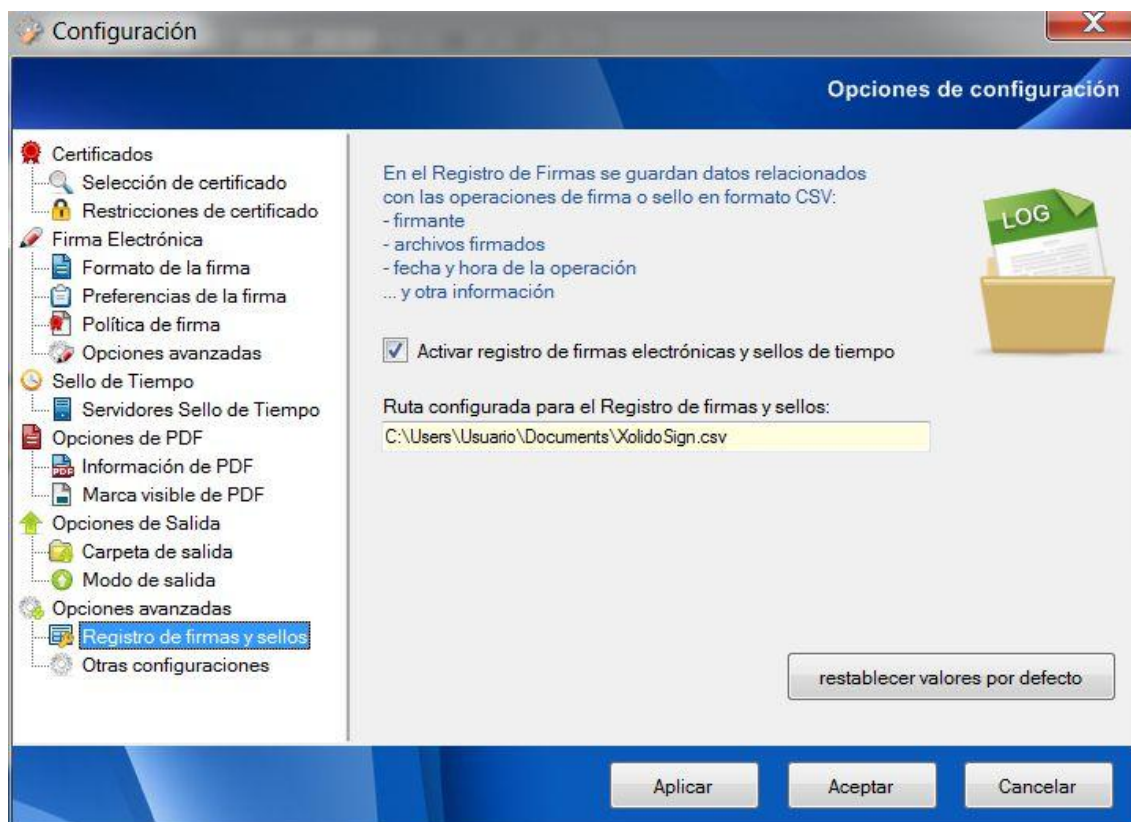 Configuración
Opciones de configuración
Certificados
Selección de certificado
Restricciones de certificado
Firma Electrónica
Formato de la firma
Preferencias de la firma
Política de firma
Opciones avanzadas
Sello de Tiempo
Servidores Sello de Tiempo
Opciones de PDF
Información de PDF
Marca visible de PDF
Opciones de Salida
Carpeta de salida
Modo de salida
Opciones avanzadas
Registro de firmas y sellos
Otras configuraciones
En el Registro de Firmas se guardan datos relacionados
con las operaciones de firma o sello en formato CSV:
- firmante
- archivos firmados
- fecha y hora de la operación
... y otra información
LOG
Activar registro de firmas electrónicas y sellos de tiempo
Ruta configurada para el Registro de firmas y sellos:
C:\Users\Usuario\Documents\XolidoSign.csv
restablecer valores por defecto
Aplicar
Aceptar
Cancelar